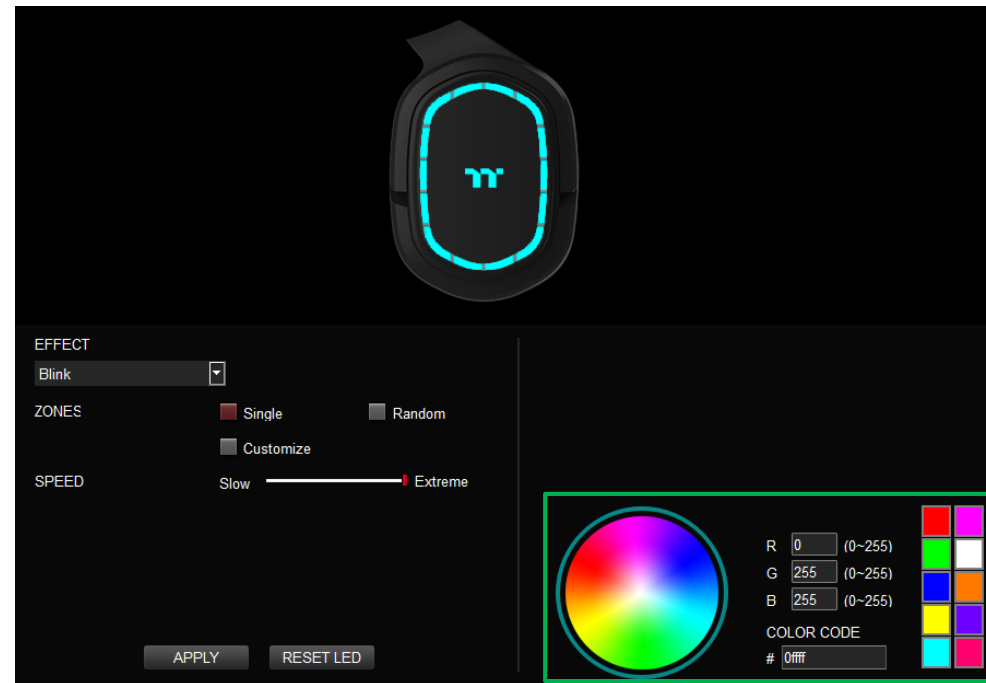 EFFECT
Blink
ZONES
Single Random
Customize
SPEED Slow Extreme
APPLY RESET LED
R 0 (0~255)
G 255 (0~255)
B 255 (0~255)
COLOR CODE
# 0ffff